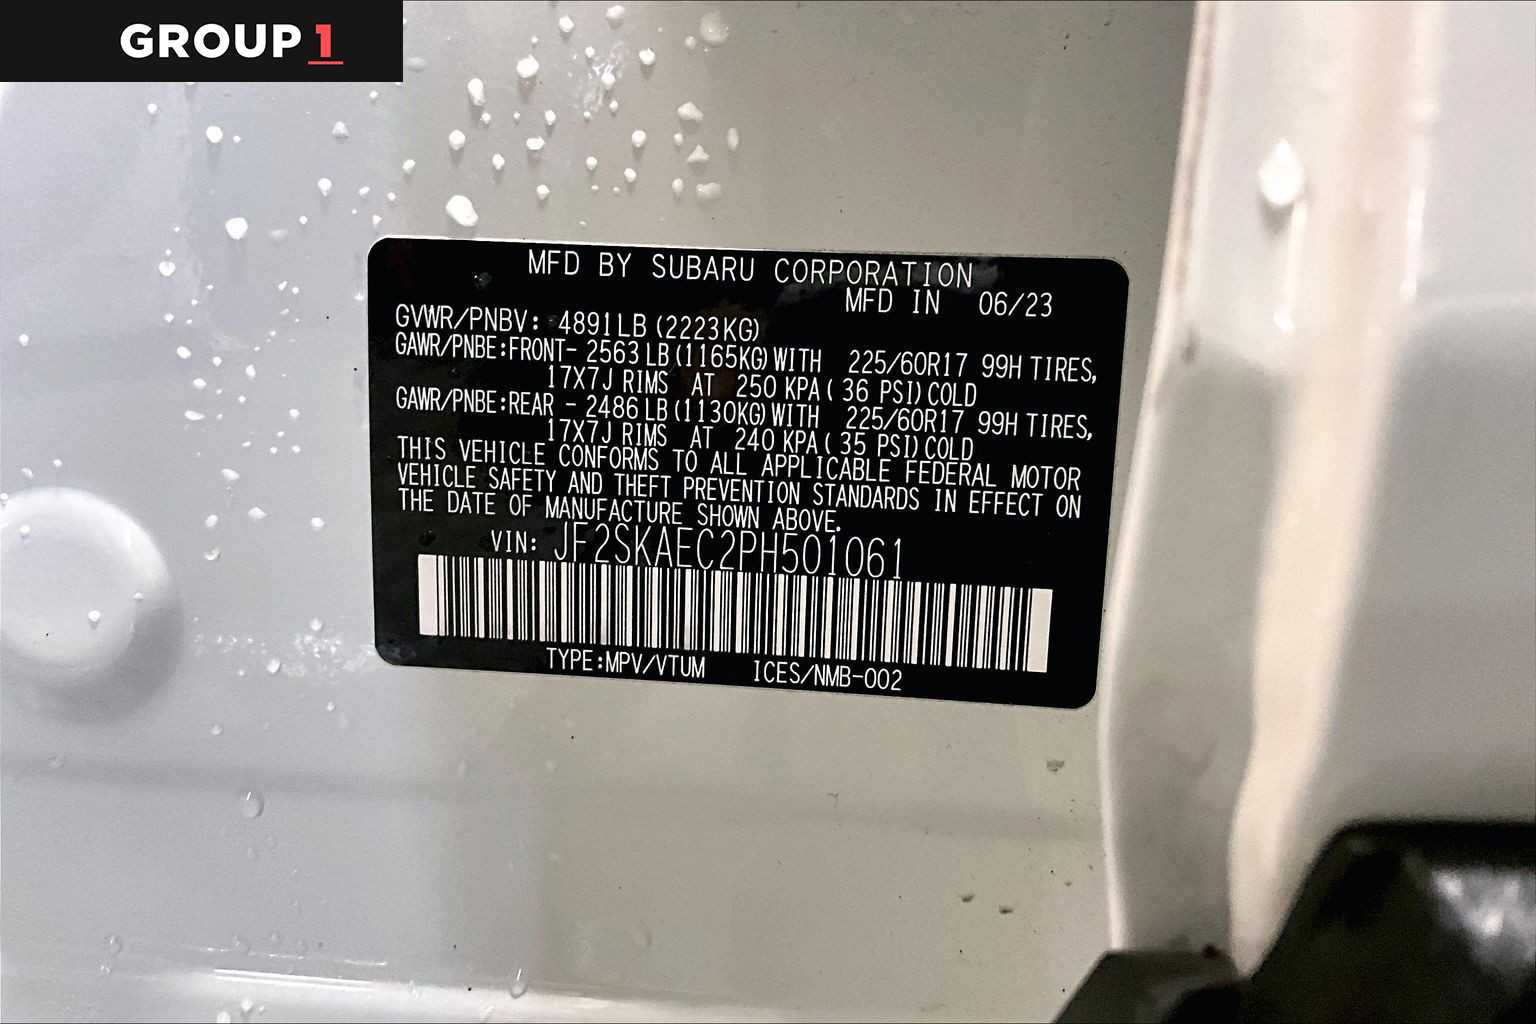 GROUP 1
MFD BY SUBARU CORPORATION
MFD IN 06/23
GVWR/PNBV: 4891LB (2223KG)
GAWR/PNBE:FRONT- 2563 LB (1165KG) WITH 225/60R17 99H TIRES,
17X7J RIMS AT 250 KPA ( 36 PSI) COLD
GAWR/PNBE:REAR - 2486 LB (1130KG) WITH 225/60R17 99H TIRES,
17X7J RIMS AT 240 KPA ( 35 PSI) COLD
THIS VEHICLE CONFORMS TO ALL APPLICABLE FEDERAL MOTOR
VEHICLE SAFETY AND THEFT PREVENTION STANDARDS IN EFFECT ON
THE DATE OF MANUFACTURE SHOWN ABOVE.
VIN: JF2SKAEC2PH501061
TYPE:MPV/VTUM ICES/NMB-002